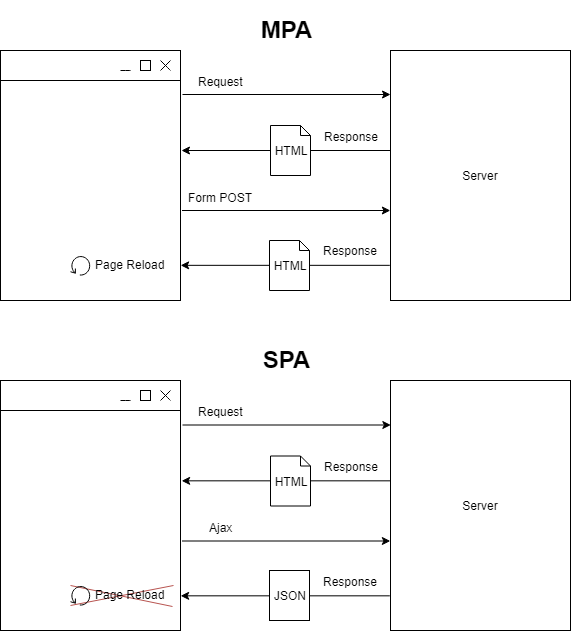 MPA
Request
HTML
Response
Server
Form POST
Page Reload
HTML
Response
SPA
Request
HTML
Response
Server
Ajax
Page Reload
JSON
Response